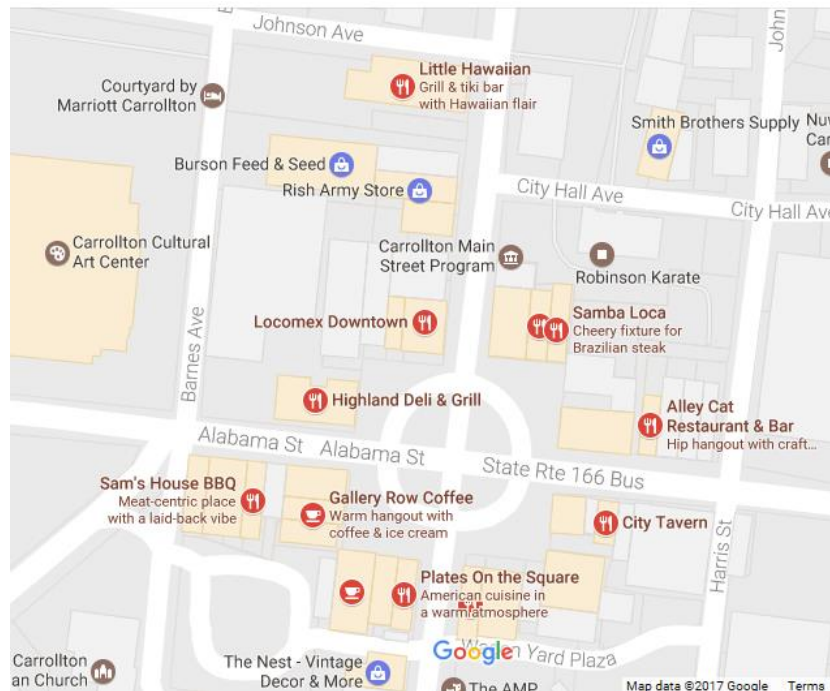 Johnson Ave
John
Little Hawaiian
Grill & tiki bar
with Hawaiian flair
Courtyard by
Marriott Carrollton
Smith Brothers Supply
Nuw
Car
Burson Feed & Seed
Rish Army Store
City Hall Ave
City Hall Ave
Carrollton Cultural
Art Center
Carrollton Main
Street Program
Robinson Karate
Locomex Downtown
Samba Loca
Cheery fixture for
Brazilian steak
Barnes Ave
Highland Deli & Grill
Alley Cat
Restaurant & Bar
Hip hangout with craft...
Alabama St
Alabama St
State Rte 166 Bus
Sam's House BBQ
Meat-centric place
with a laid-back vibe
Gallery Row Coffee
Warm hangout with
coffee & ice cream
City Tavern
Harris St
Plates On the Square
American cuisine in
a warm atmosphere
Yard Plaza
Google
Carrollton
an Church
The Nest - Vintage
Decor & More
The AMP
Map data ©2017 Google
Terms